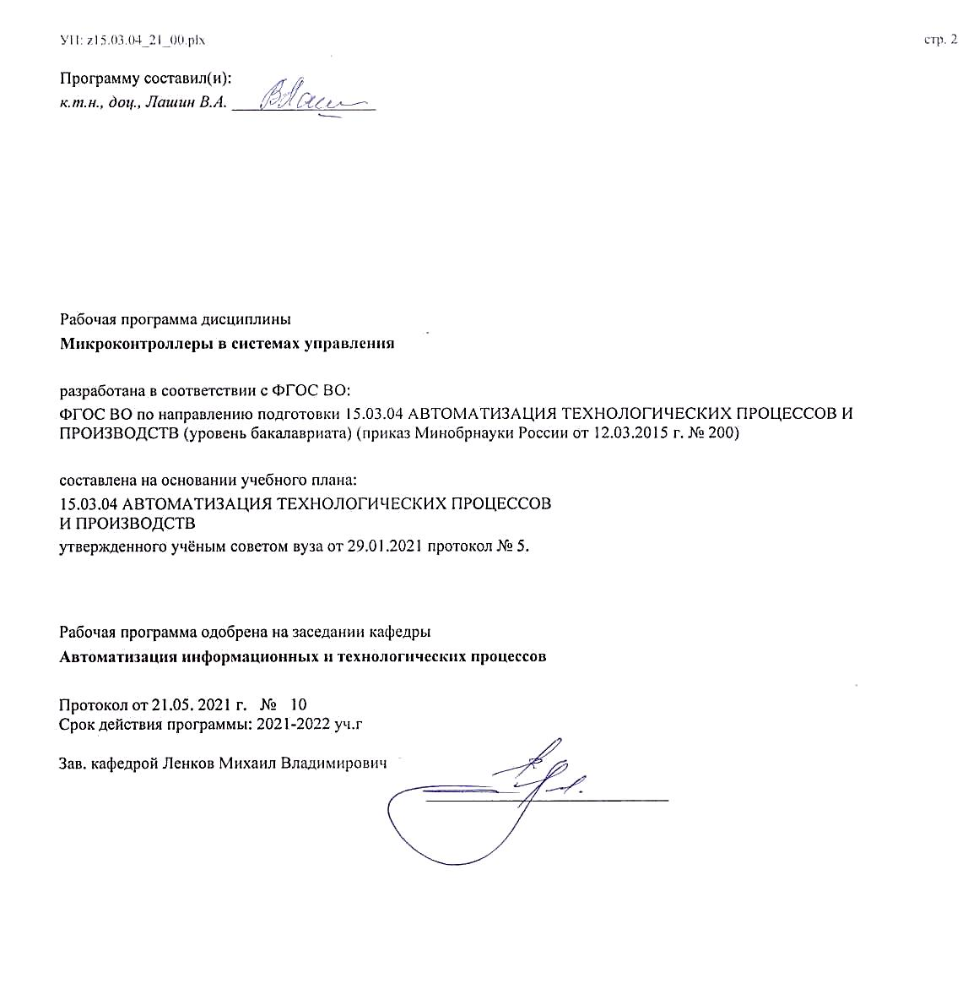 УП: z15.03.04_21_00.plx
стр. 2
Программу составил(и):
к.т.н., доц., Лашин В.А.
Рабочая программа дисциплины
Микроконтроллеры в системах управления
разработана в соответствии с ФГОС ВО:
ФГОС ВО по направлению подготовки 15.03.04 АВТОМАТИЗАЦИЯ ТЕХНОЛОГИЧЕСКИХ ПРОЦЕССОВ И
ПРОИЗВОДСТВ (уровень бакалавриата) (приказ Минобрнауки России от 12.03.2015 г. № 200)
составлена на основании учебного плана:
15.03.04 АВТОМАТИЗАЦИЯ ТЕХНОЛОГИЧЕСКИХ ПРОЦЕССОВ
И ПРОИЗВОДСТВ
утвержденного учёным советом вуза от 29.01.2021 протокол № 5.
Рабочая программа одобрена на заседании кафедры
Автоматизация информационных и технологических процессов
Протокол от 21.05. 2021 г. № 10
Срок действия программы: 2021-2022 уч.г
Зав. кафедрой Ленков Михаил Владимирович